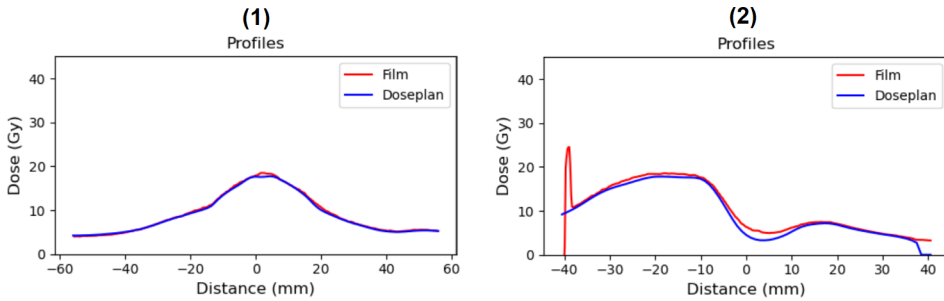 (1)
Profiles
Film
Doseplan
Dose (Gy)
40
30
20
10
0
−60 −40 −20 0 20 40 60
Distance (mm)
(2)
Profiles
Film
Doseplan
Dose (Gy)
40
30
20
10
0
−40 −30 −20 −10 0 10 20 30 40
Distance (mm)